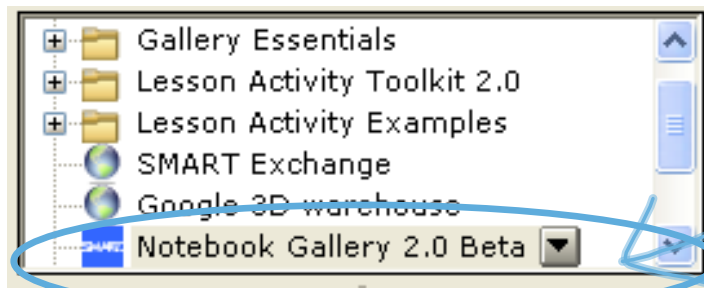 Gallery Essentials
Lesson Activity Toolkit 2.0
Lesson Activity Examples
SMART Exchange
Google 3D warehouse
SMART Notebook Gallery 2.0 Beta